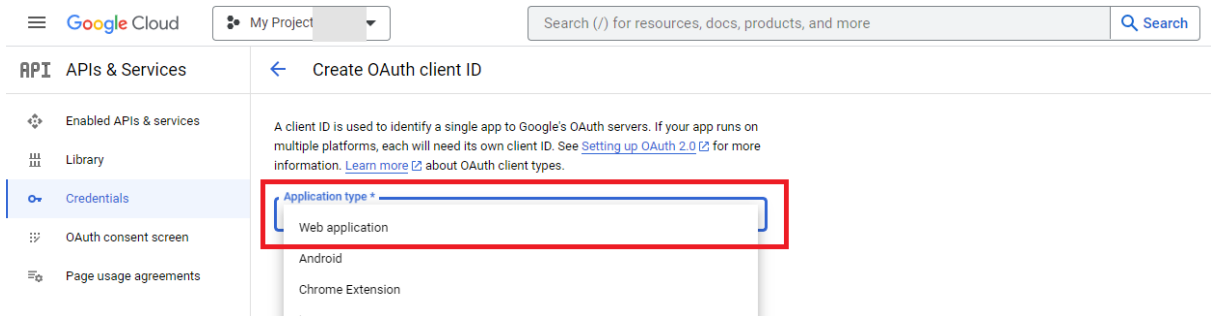 Google Cloud
My Project
Search (/) for resources, docs, products, and more
Search
API APIs & Services
Create OAuth client ID
Enabled APIs & services
Library
Credentials
OAuth consent screen
Page usage agreements
A client ID is used to identify a single app to Google's OAuth servers. If your app runs on
multiple platforms, each will need its own client ID. See Setting up OAuth 2.0 for more
information. Learn more about OAuth client types.
Application type *
Web application
Android
Chrome Extension